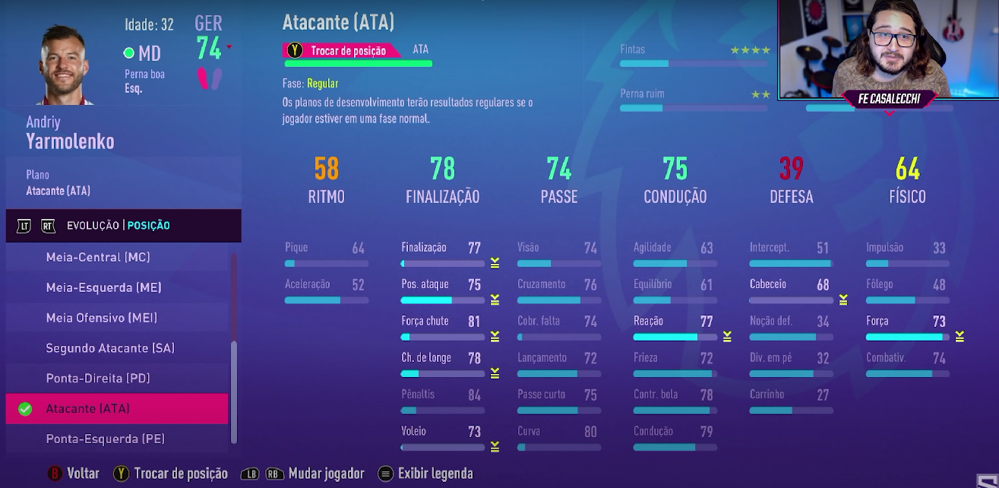 Idade: 32
GER
MD
74
Perna boa
Esq.
Andriy
Yarmolenko
Plano
Atacante (ATA)
LT RT EVOLUÇÃO | POSIÇÃO
Meia-Central (MC)
Meia-Esquerda (ME)
Meia Ofensivo (MEI)
Segundo Atacante (SA)
Ponta-Direita (PD)
Atacante (ATA)
Ponta-Esquerda (PE)
Atacante (ATA)
Y Trocar de posição ATA
Fase: Regular
Os planos de desenvolvimento terão resultados regulares se o
jogador estiver em uma fase normal.
Fintas
Perna ruim
FE CASALECCHI
58
RITMO
Pique 64
Aceleração 52
78
FINALIZAÇÃO
Finalização 77
Pos. ataque 75
Força chute 81
Ch. de longe 78
Pênaltis 84
Voleio 73
74
PASSE
Visão 74
Cruzamento 76
Cobr. falta 74
Lançamento 72
Passe curto 75
Curva 80
75
CONDUÇÃO
Agilidade 63
Equilíbrio 61
Reação 77
Frieza 72
Contr. bola 78
Condução 79
39
DEFESA
Intercept. 51
Cabeceio 68
Noção def. 34
Div. em pé 32
Carrinho 27
64
FÍSICO
Impulsão 33
Fôlego 48
Força 73
Combativ. 74
B Voltar Y Trocar de posição LB RB Mudar jogador Exibir legenda